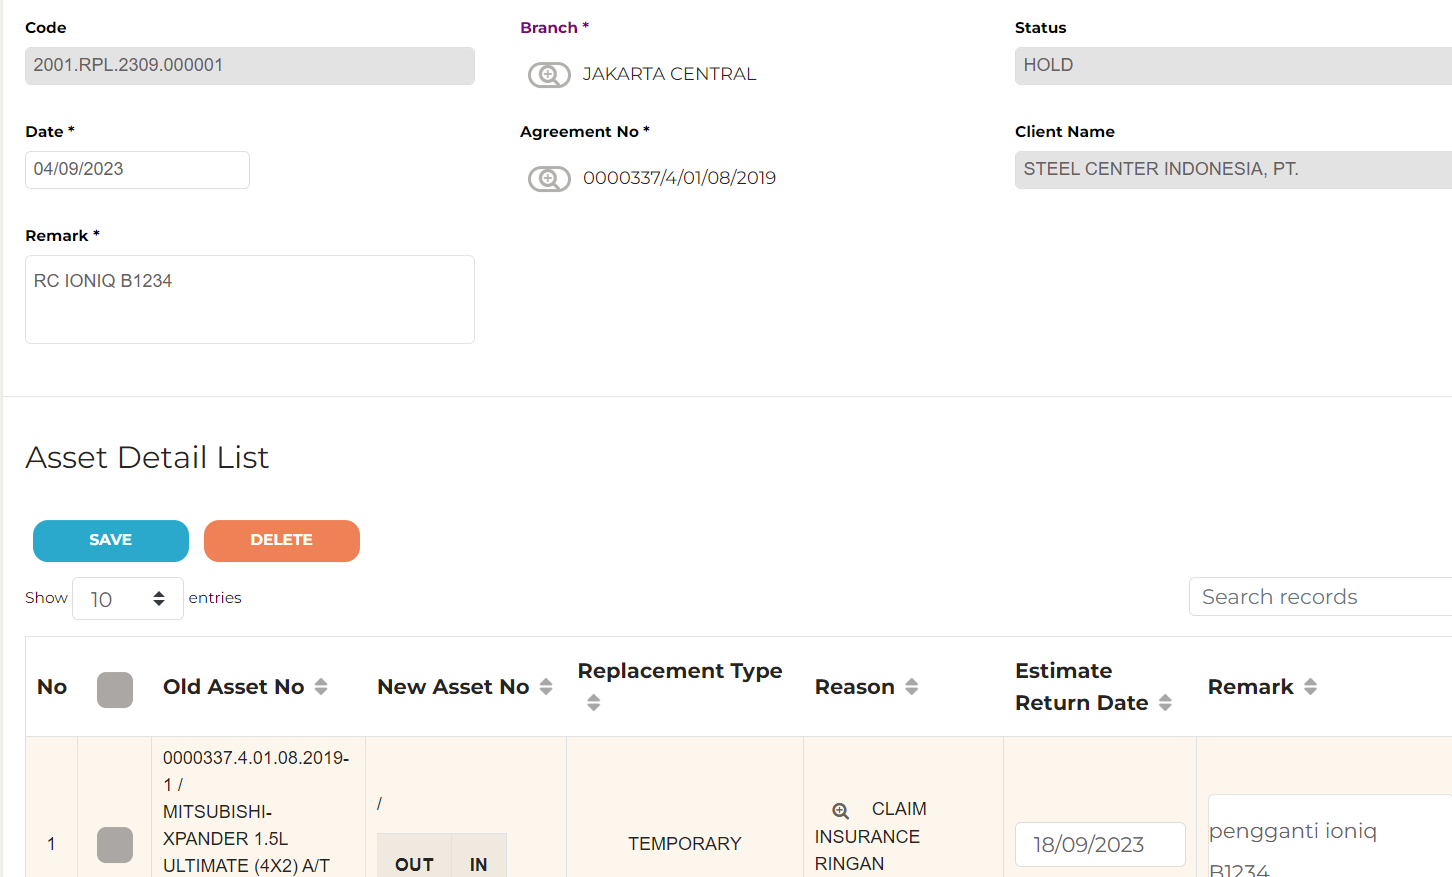 Code
Branch *
Status
2001.RPL.2309.000001
JAKARTA CENTRAL
HOLD
Date *
Agreement No *
Client Name
04/09/2023
0000337/4/01/08/2019
STEEL CENTER INDONESIA, PT.
Remark *
RC IONIQ B1234
Asset Detail List
SAVE
DELETE
Show 10 entries
Search records
No
Old Asset No
New Asset No
Replacement Type
Reason
Estimate
Return Date
Remark
1
0000337.4.01.08.2019-
1 /
MITSUBISHI-
XPANDER 1.5L
ULTIMATE (4X2) A/T
/
OUT
IN
TEMPORARY
CLAIM
INSURANCE
RINGAN
18/09/2023
pengganti ioniq
B1234